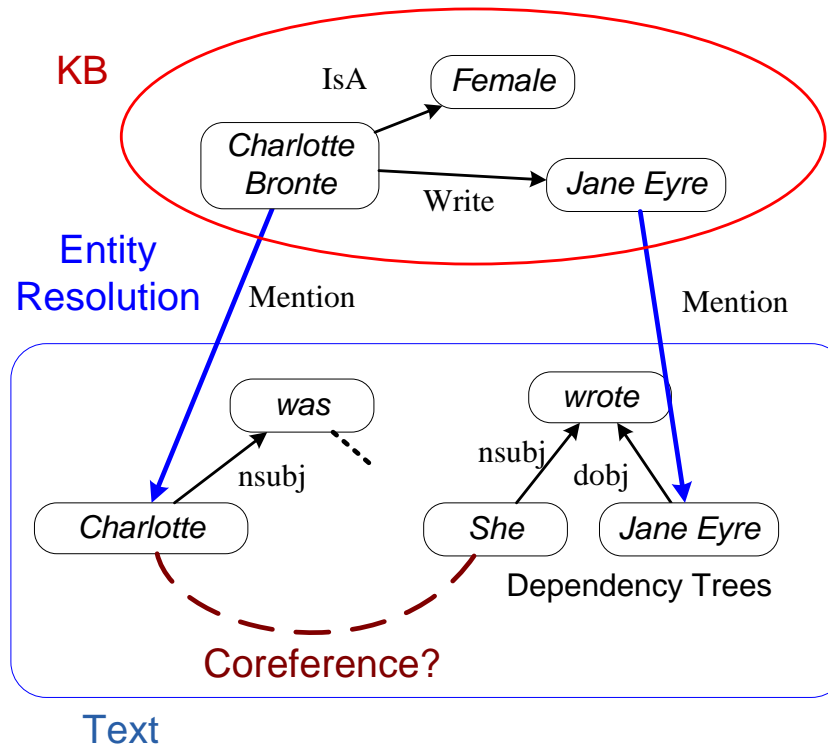 KB
IsA
Female
Charlotte
Bronte
Write
Jane Eyre
Entity
Resolution
Mention
Mention
was
wrote
nsubj
nsubj
dobj
Charlotte
She
Jane Eyre
Dependency Trees
Coreference?
Text